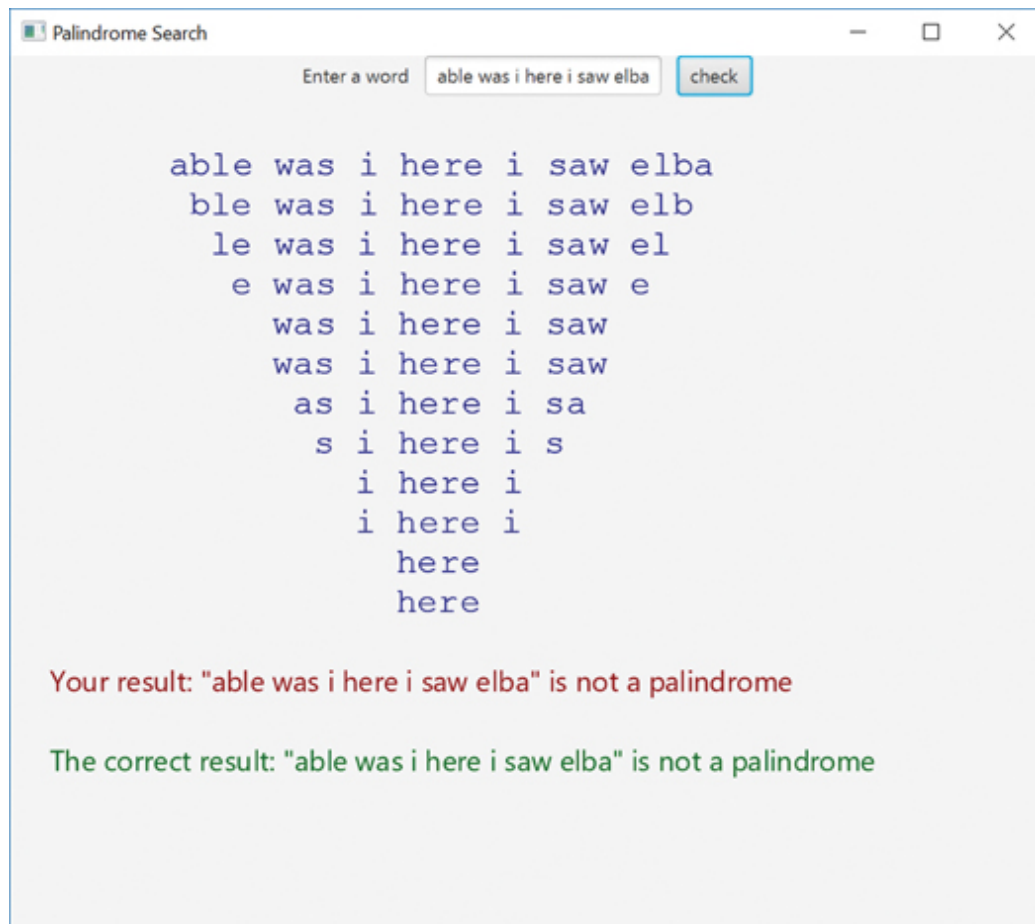 Palindrome Search
Enter a word able was i here i saw elba check
able was i here i saw elba
ble was i here i saw elb
le was i here i saw el
e was i here i saw e
was i here i saw
was i here i saw
as i here i sa
s i here i s
i here i
i here i
here
here
Your result: "able was i here i saw elba" is not a palindrome
The correct result: "able was i here i saw elba" is not a palindrome